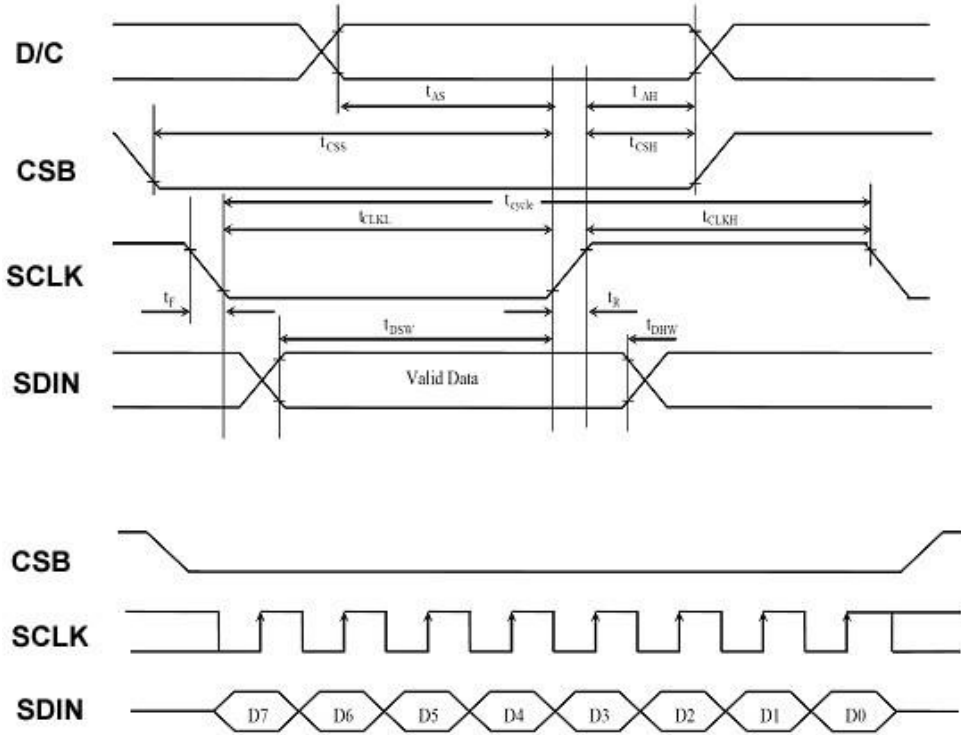 D/C
t_AS
t_AH
t_CSS
t_CSH
CSB
t_cycle
t_CLKL
t_CLKH
SCLK
t_F
t_R
t_DSW
t_DHW
SDIN
Valid Data
CSB
SCLK
SDIN
D7 D6 D5 D4 D3 D2 D1 D0